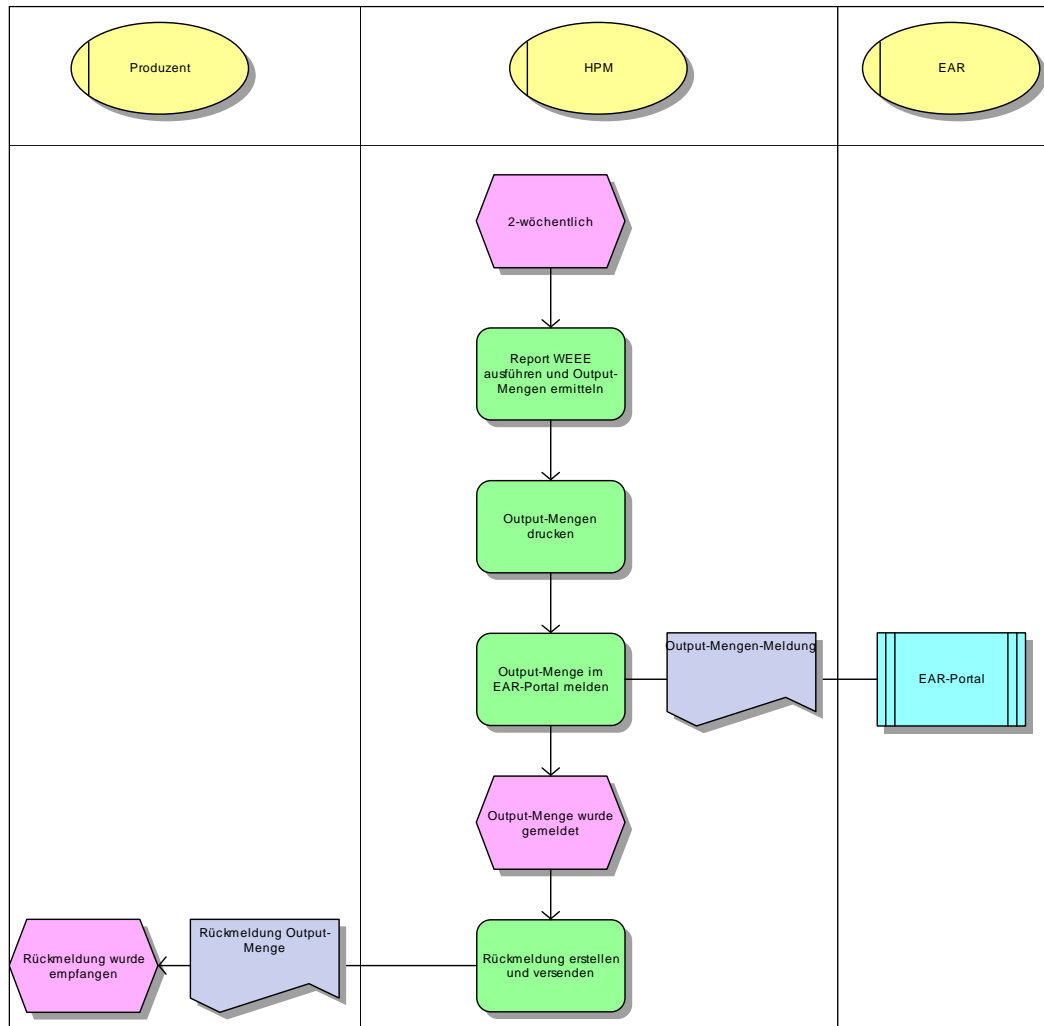 Produzent
HPM
EAR
2-wöchentlich
Report WEEE
ausführen und Output-
Mengen ermitteln
Output-Mengen
drucken
Output-Menge im
EAR-Portal melden
Output-Mengen-Meldung
EAR-Portal
Output-Menge wurde
gemeldet
Rückmeldung wurde
empfangen
Rückmeldung Output-
Menge
Rückmeldung erstellen
und versenden